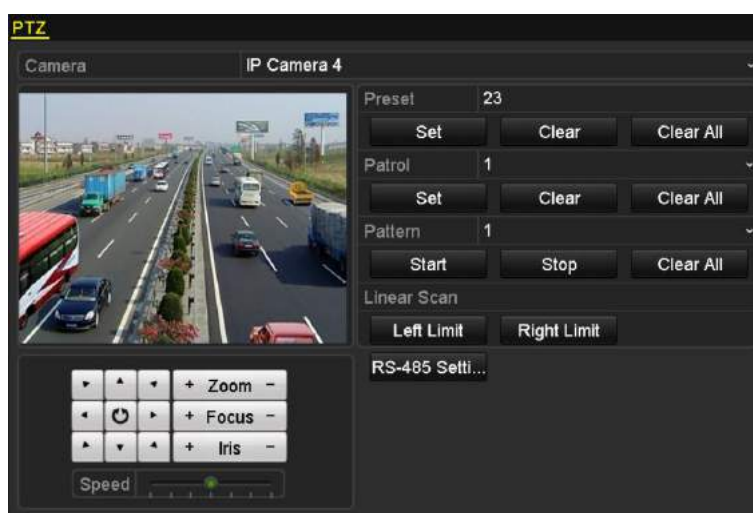 PTZ
Camera IP Camera 4
Preset 23
Set Clear Clear All
Patrol 1
Set Clear Clear All
Pattern 1
Start Stop Clear All
Linear Scan
Left Limit Right Limit
RS-485 Setti...
+ Zoom -
+ Focus -
+ Iris -
Speed